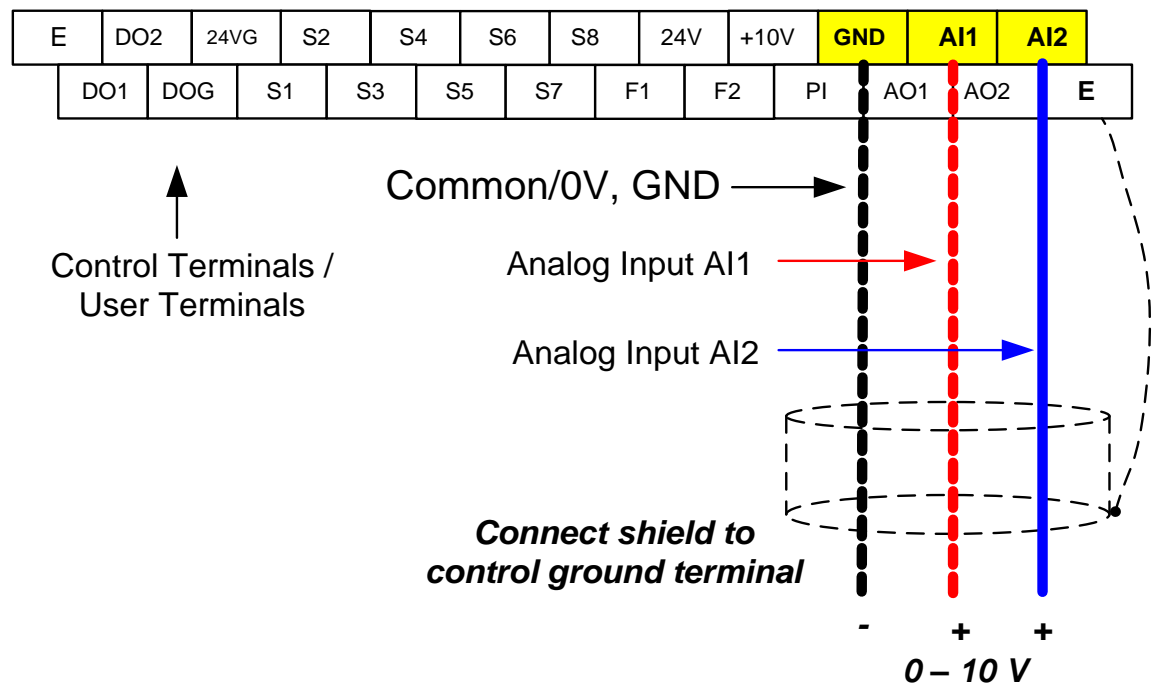 E DO2 24VG S2 S4 S6 S8 24V +10V GND AI1 AI2
DO1 DOG S1 S3 S5 S7 F1 F2 PI AO1 AO2 E
Common/0V, GND
Control Terminals /
User Terminals
Analog Input AI1
Analog Input AI2
Connect shield to
control ground terminal
- + +
0 – 10 V